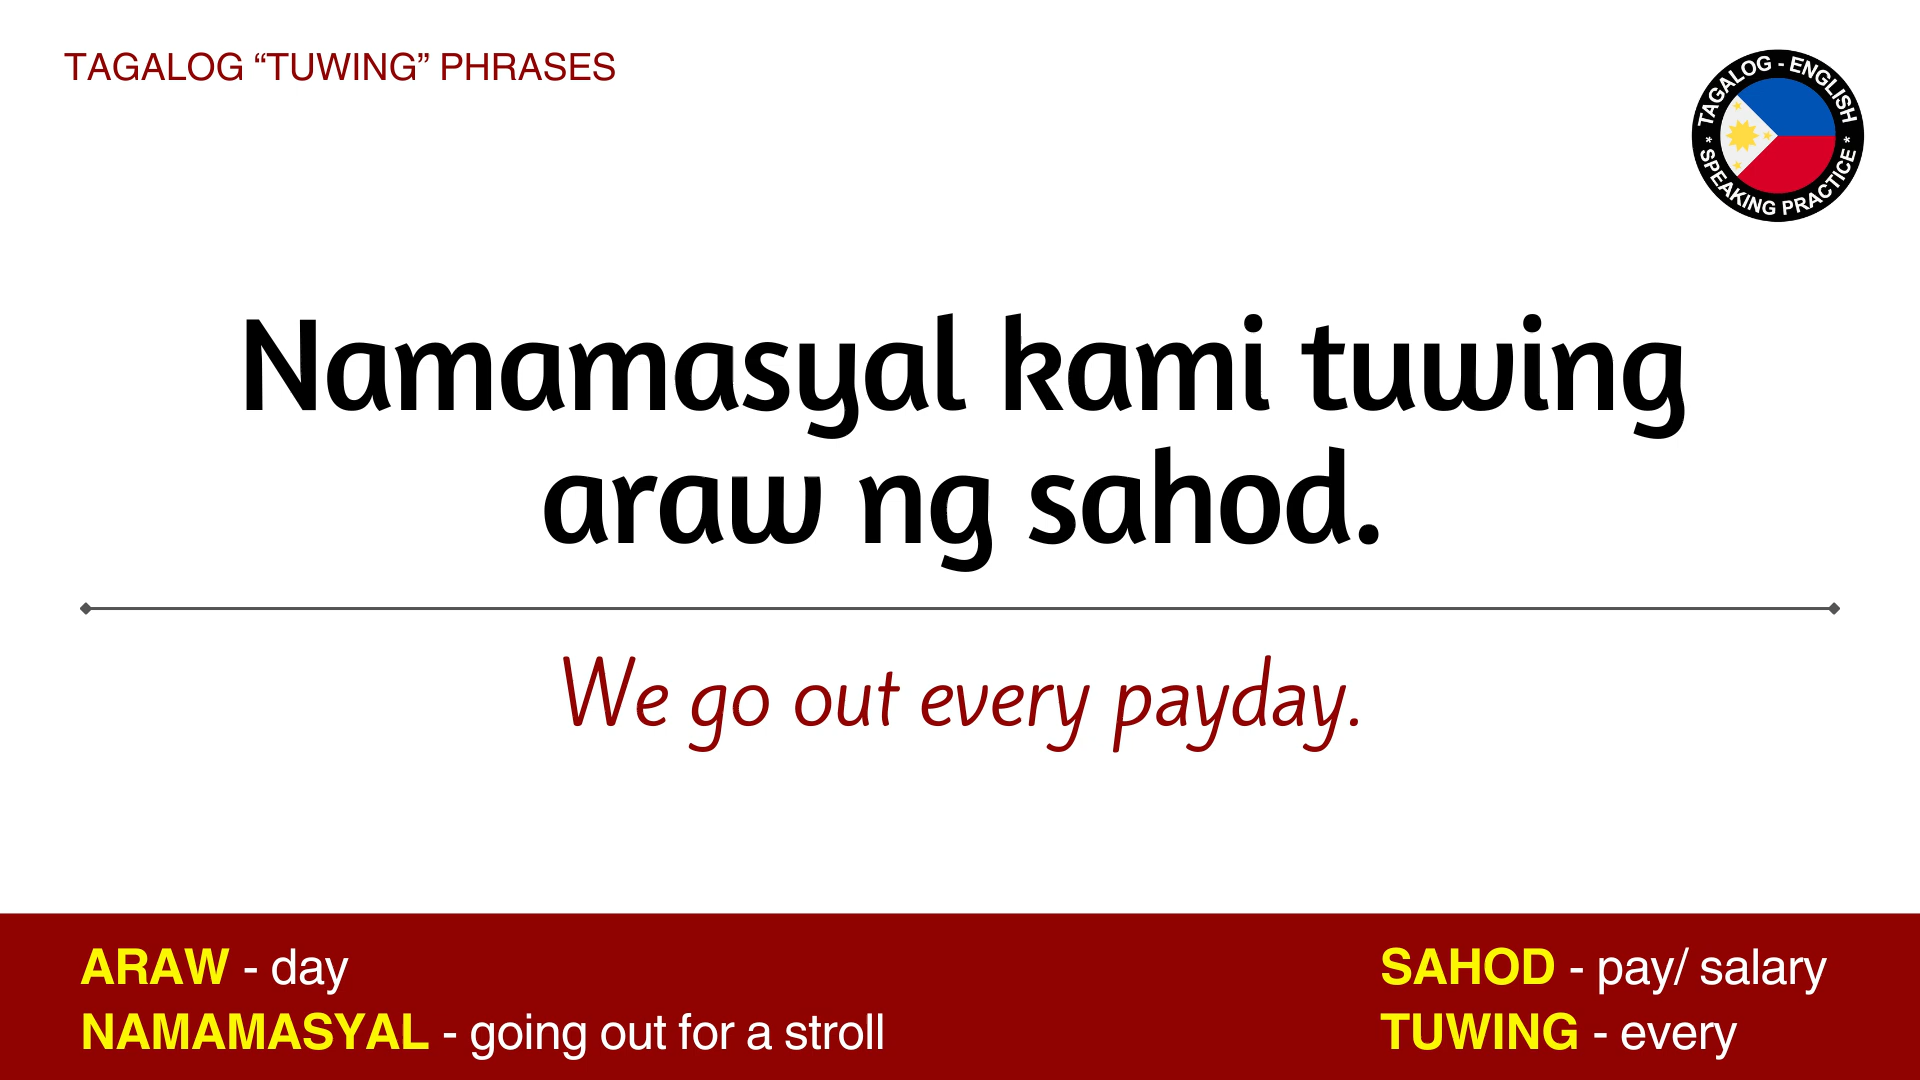 TAGALOG “TUWING” PHRASES
TAGALOG - ENGLISH
* SPEAKING PRACTICE *
Namamasyal kami tuwing
araw ng sahod.
We go out every payday.
ARAW - day
NAMAMASYAL - going out for a stroll
SAHOD - pay/ salary
TUWING - every